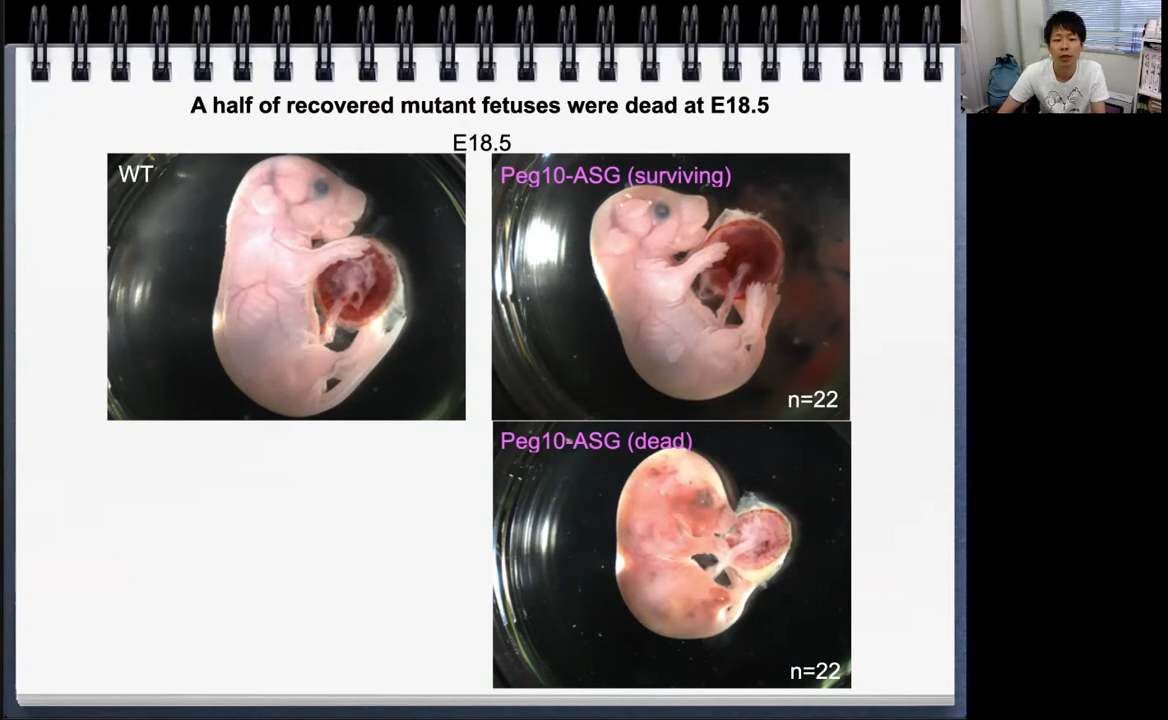 A half of recovered mutant fetuses were dead at E18.5
E18.5
WT
Peg10-ASG (surviving)
n=22
Peg10-ASG (dead)
n=22